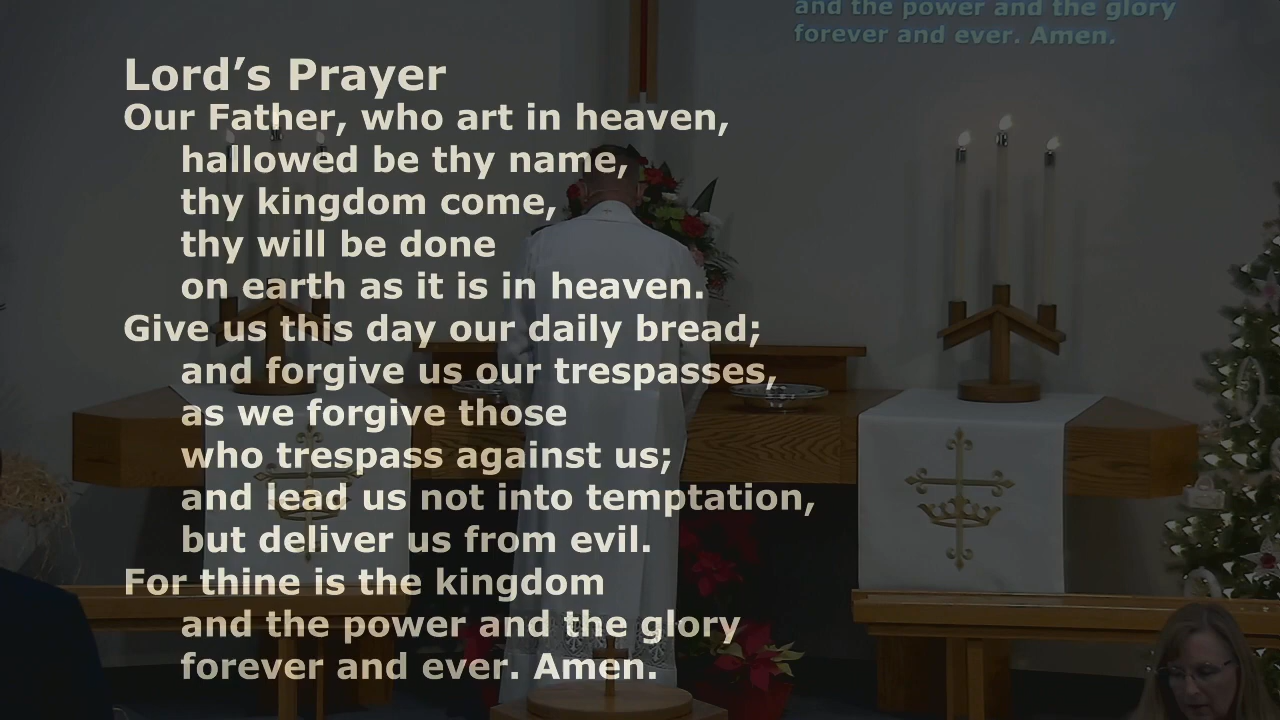 and the power and the glory
forever and ever. Amen.
Lord’s Prayer
Our Father, who art in heaven,
hallowed be thy name,
thy kingdom come,
thy will be done
on earth as it is in heaven.
Give us this day our daily bread;
and forgive us our trespasses,
as we forgive those
who trespass against us;
and lead us not into temptation,
but deliver us from evil.
For thine is the kingdom
and the power and the glory
forever and ever. Amen.